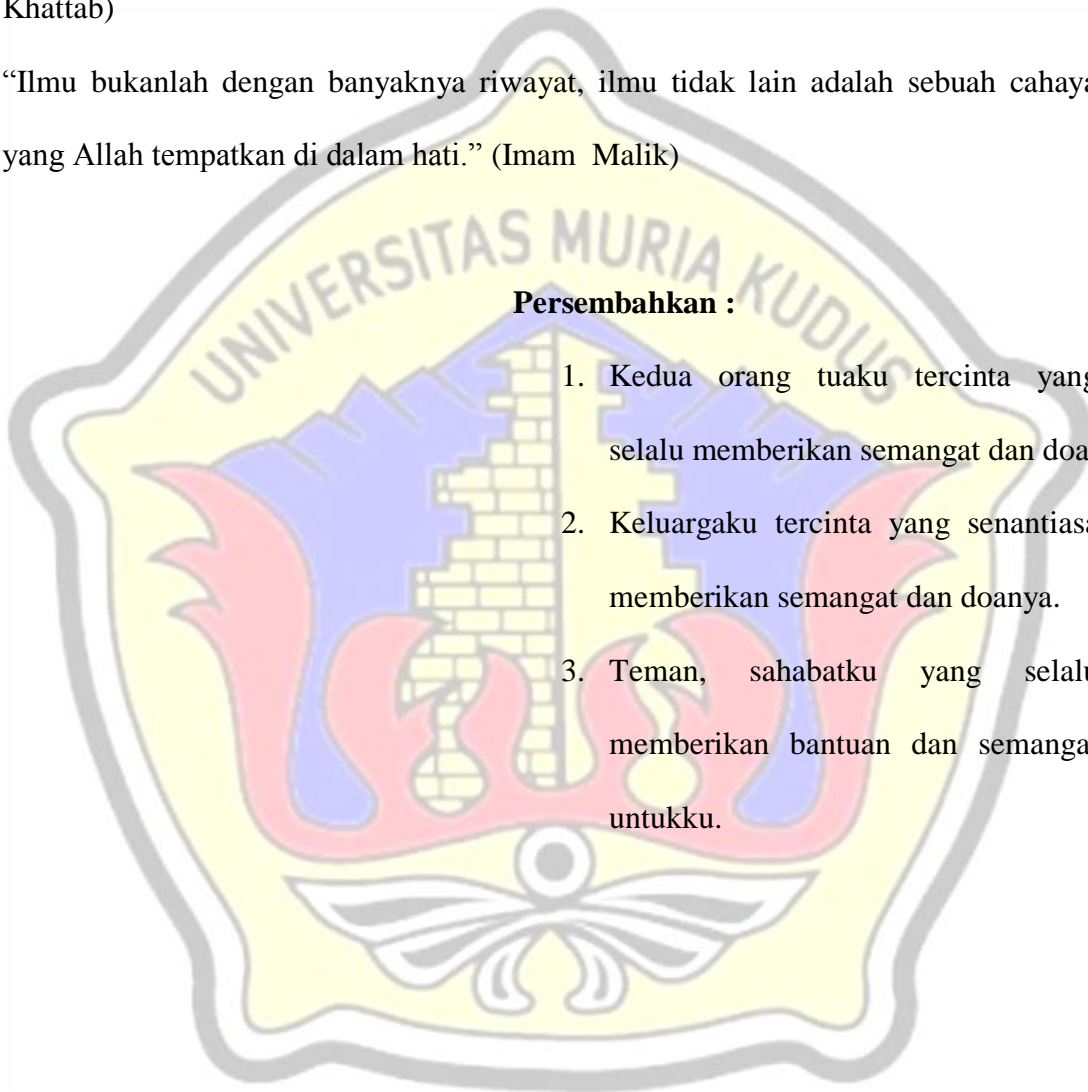 Khattab)
“Ilmu bukanlah dengan banyaknya riwayat, ilmu tidak lain adalah sebuah cahaya
yang Allah tempatkan di dalam hati.” (Imam Malik)
UNIVERSITAS MURIA KUDUS
Persembahkan :
1. Kedua orang tuaku tercinta yang
selalu memberikan semangat dan doa
2. Keluargaku tercinta yang senantiasa
memberikan semangat dan doanya.
3. Teman, sahabatku yang selalu
memberikan bantuan dan semanga
untukku.